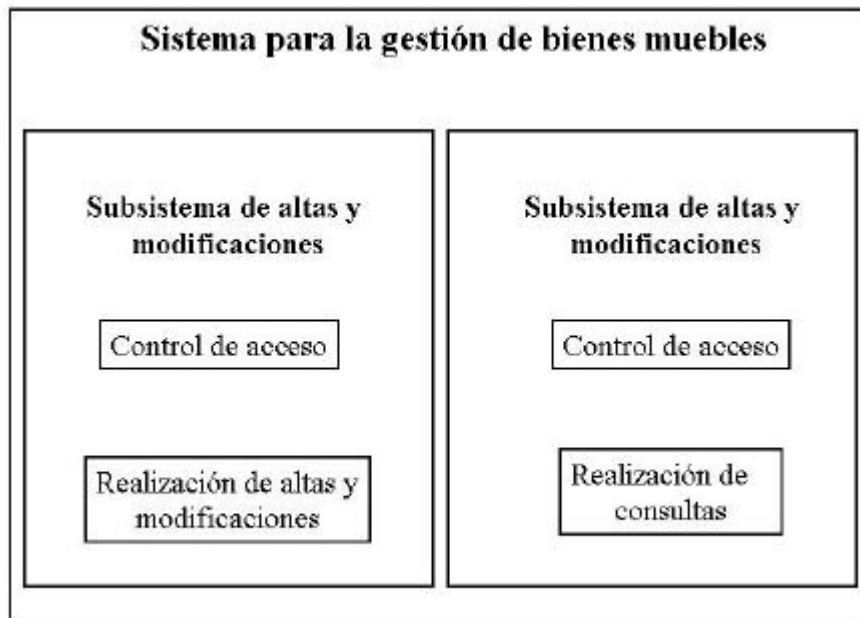 Sistema para la gestión de bienes muebles
Subsistema de altas y
modificaciones
Control de acceso
Realización de altas y
modificaciones
Subsistema de altas y
modificaciones
Control de acceso
Realización de
consultas